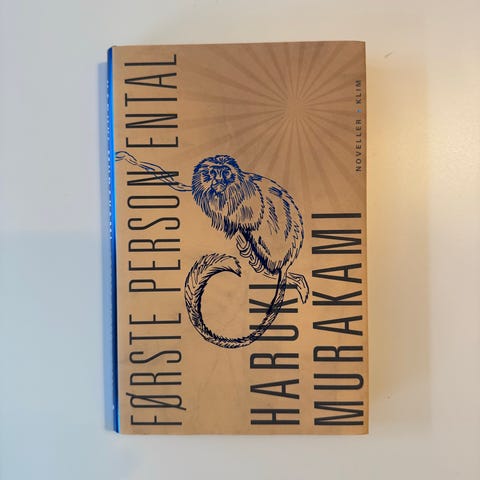 FØRSTE PERSON ENTAL
HARUKI
MURAKAMI
NOVELLER · KLIM